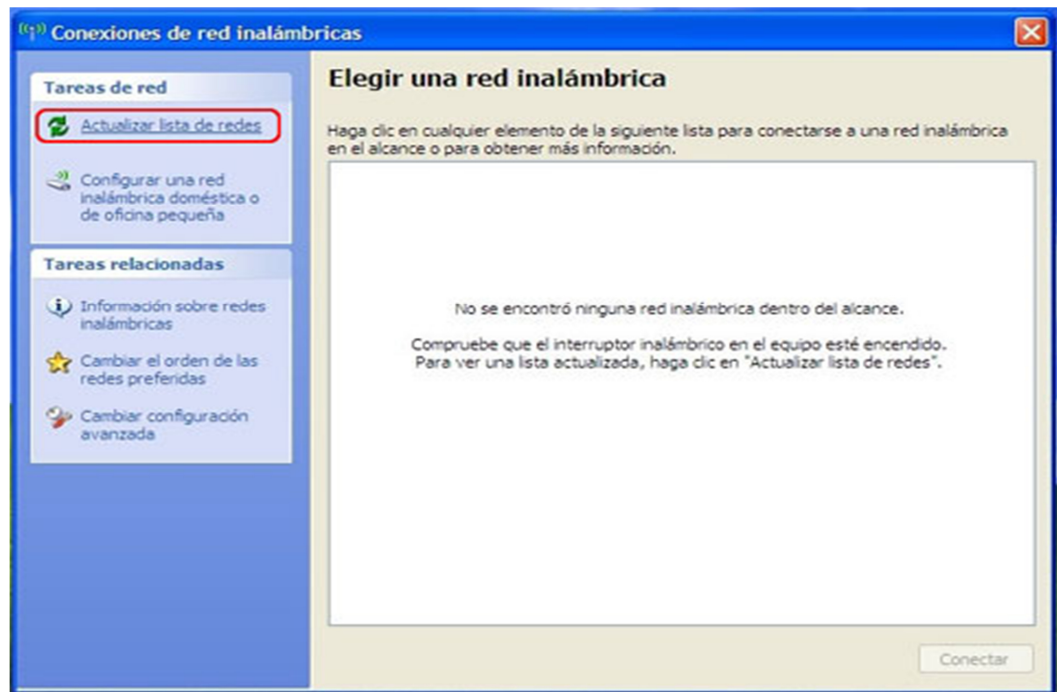 Conexiones de red inalámbricas
Tareas de red
Actualizar lista de redes
Configurar una red
inalámbrica doméstica o
de oficina pequeña
Tareas relacionadas
Información sobre redes
inalámbricas
Cambiar el orden de las
redes preferidas
Cambiar configuración
avanzada
Elegir una red inalámbrica
Haga clic en cualquier elemento de la siguiente lista para conectarse a una red inalámbrica
en el alcance o para obtener más información.
No se encontró ninguna red inalámbrica dentro del alcance.
Compruebe que el interruptor inalámbrico en el equipo esté encendido.
Para ver una lista actualizada, haga clic en "Actualizar lista de redes".
Conectar